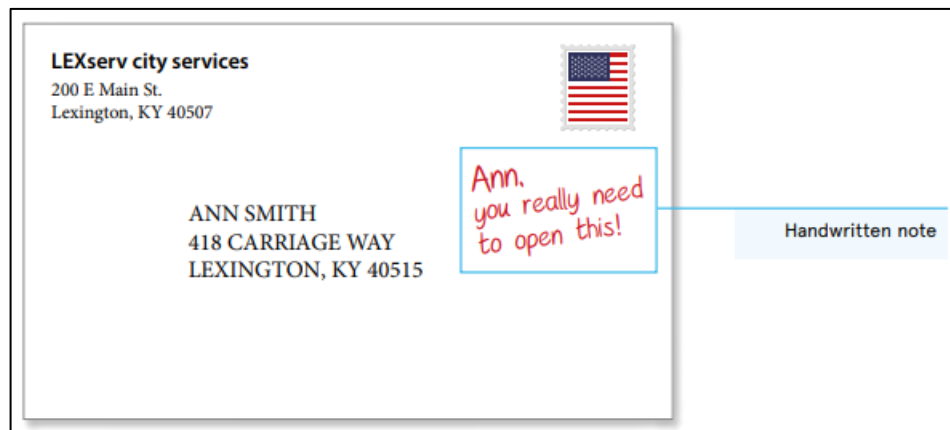 LEXserv city services
200 E Main St.
Lexington, KY 40507
Ann,
you really need
to open this!
ANN SMITH
418 CARRIAGE WAY
LEXINGTON, KY 40515
Handwritten note